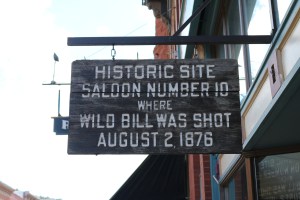 HISTORIC SITE
SALOON NUMBER 10
WHERE
WILD BILL WAS SHOT
AUGUST 2, 1876